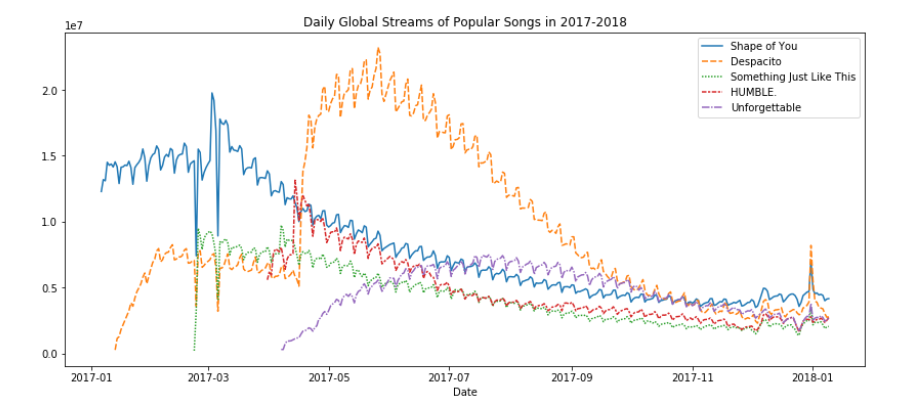 Daily Global Streams of Popular Songs in 2017-2018
1e7
Shape of You
Despacito
Something Just Like This
HUMBLE.
Unforgettable
2.0
1.5
1.0
0.5
0.0
2017-01 2017-03 2017-05 2017-07 2017-09 2017-11 2018-01
Date